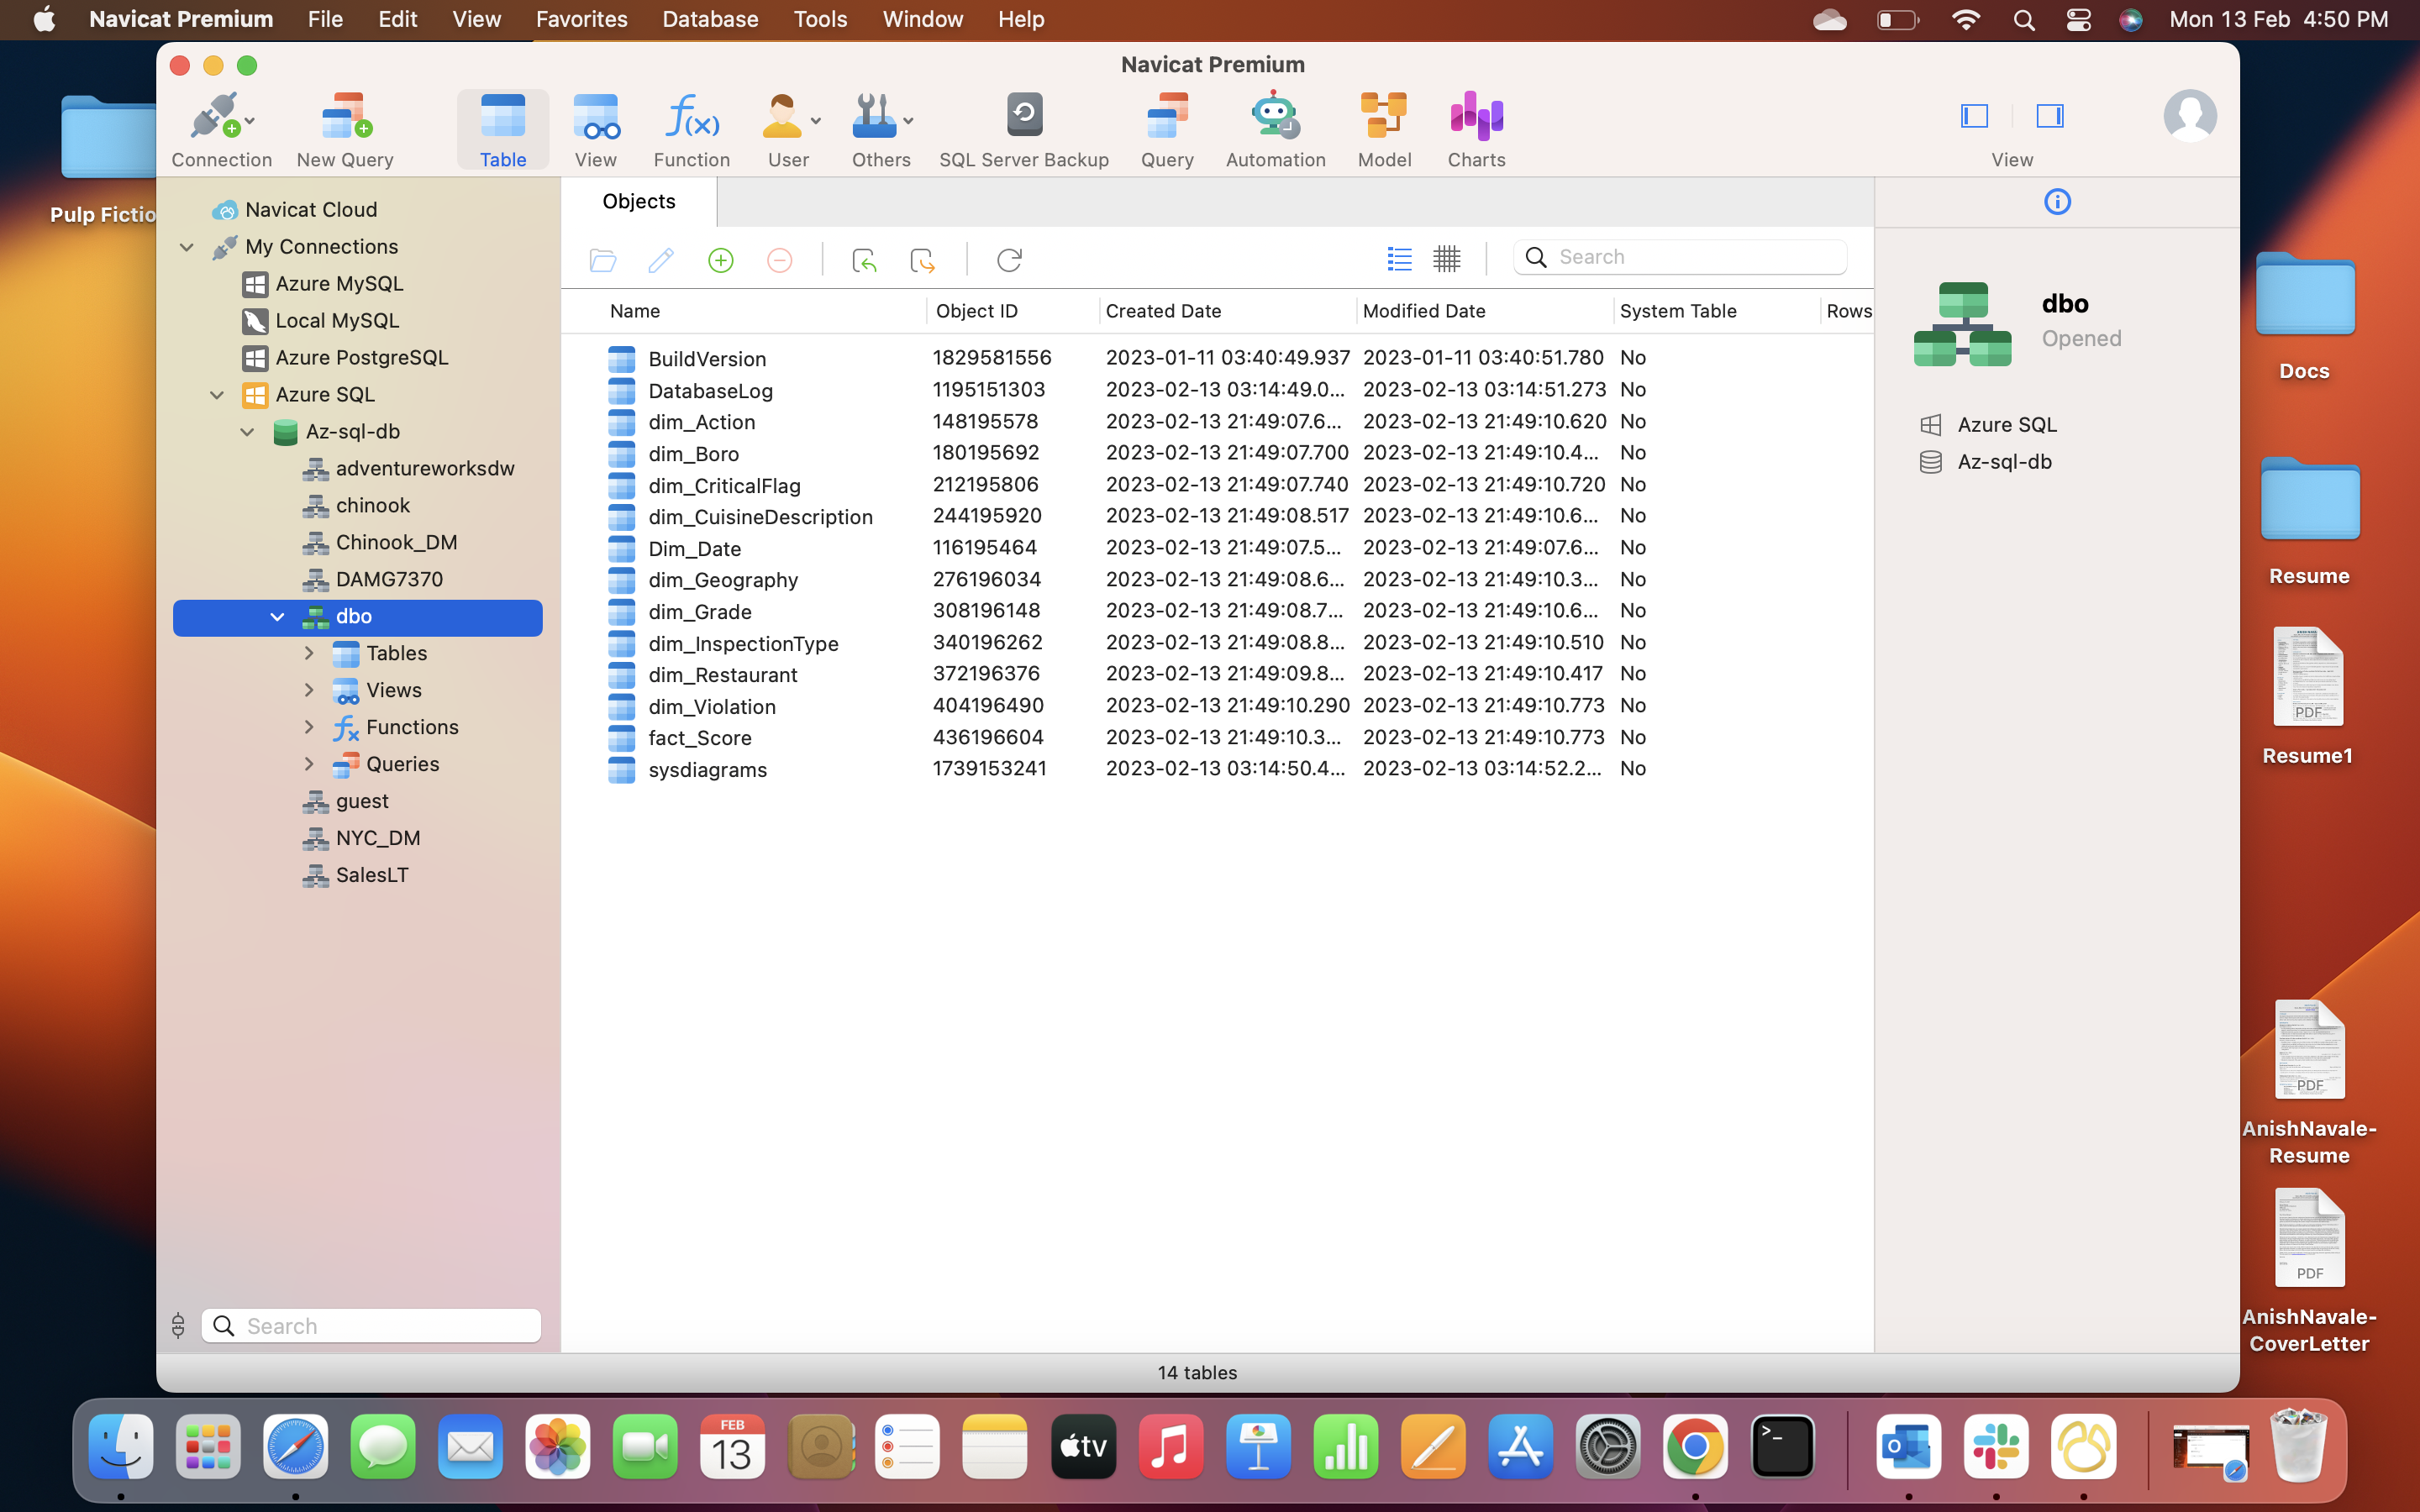 Navicat Premium File Edit View Favorites Database Tools Window Help Mon 13 Feb 4:50 PM
Navicat Premium
Connection New Query Table View Function User Others SQL Server Backup Query Automation Model Charts View
Pulp Fictio
Navicat Cloud
My Connections
Azure MySQL
Local MySQL
Azure PostgreSQL
Azure SQL
Az-sql-db
adventureworksdw
chinook
Chinook_DM
DAMG7370
dbo
Tables
Views
Functions
Queries
guest
NYC_DM
SalesLT
Search
Objects
Search
Name Object ID Created Date Modified Date System Table Rows
BuildVersion 1829581556 2023-01-11 03:40:49.937 2023-01-11 03:40:51.780 No
DatabaseLog 1195151303 2023-02-13 03:14:49.0... 2023-02-13 03:14:51.273 No
dim_Action 148195578 2023-02-13 21:49:07.6... 2023-02-13 21:49:10.620 No
dim_Boro 180195692 2023-02-13 21:49:07.700 2023-02-13 21:49:10.4... No
dim_CriticalFlag 212195806 2023-02-13 21:49:07.740 2023-02-13 21:49:10.720 No
dim_CuisineDescription 244195920 2023-02-13 21:49:08.517 2023-02-13 21:49:10.6... No
Dim_Date 116195464 2023-02-13 21:49:07.5... 2023-02-13 21:49:07.6... No
dim_Geography 276196034 2023-02-13 21:49:08.6... 2023-02-13 21:49:10.3... No
dim_Grade 308196148 2023-02-13 21:49:08.7... 2023-02-13 21:49:10.6... No
dim_InspectionType 340196262 2023-02-13 21:49:08.8... 2023-02-13 21:49:10.510 No
dim_Restaurant 372196376 2023-02-13 21:49:09.8... 2023-02-13 21:49:10.417 No
dim_Violation 404196490 2023-02-13 21:49:10.290 2023-02-13 21:49:10.773 No
fact_Score 436196604 2023-02-13 21:49:10.3... 2023-02-13 21:49:10.773 No
sysdiagrams 1739153241 2023-02-13 03:14:50.4... 2023-02-13 03:14:52.2... No
dbo
Opened
Azure SQL
Az-sql-db
14 tables
Docs
Resume
PDF
Resume1
PDF
AnishNavale-
Resume
PDF
AnishNavale-
CoverLetter
FEB
13
tv